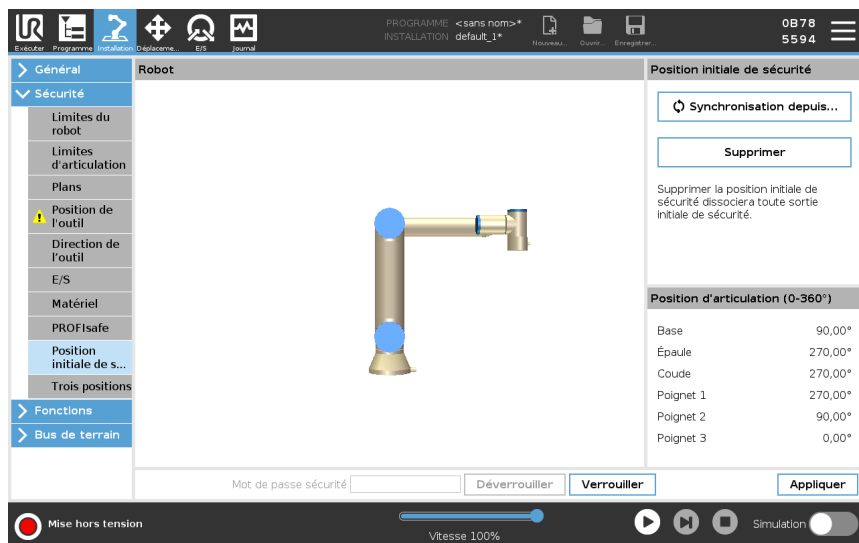 UR
Exécuter
Programme
Installation
Déplaceme...
E/S
Journal
PROGRAMME <sans nom>*
INSTALLATION default_1*
Nouveau...
Ouvrir...
Enregistrer...
0B78
5594
Général
Sécurité
Limites du
robot
Limites
d'articulation
Plans
Position de
l'outil
Direction de
l'outil
E/S
Matériel
PROFIsafe
Position
initiale de s...
Trois positions
Fonctions
Bus de terrain
Robot
Position initiale de sécurité
Synchronisation depuis...
Supprimer
Supprimer la position initiale de
sécurité dissociera toute sortie
initiale de sécurité.
Position d'articulation (0-360°)
Base 90,00°
Épaule 270,00°
Coude 270,00°
Poignet 1 270,00°
Poignet 2 90,00°
Poignet 3 0,00°
Mot de passe sécurité
Déverrouiller
Verrouiller
Appliquer
Mise hors tension
Vitesse 100%
Simulation